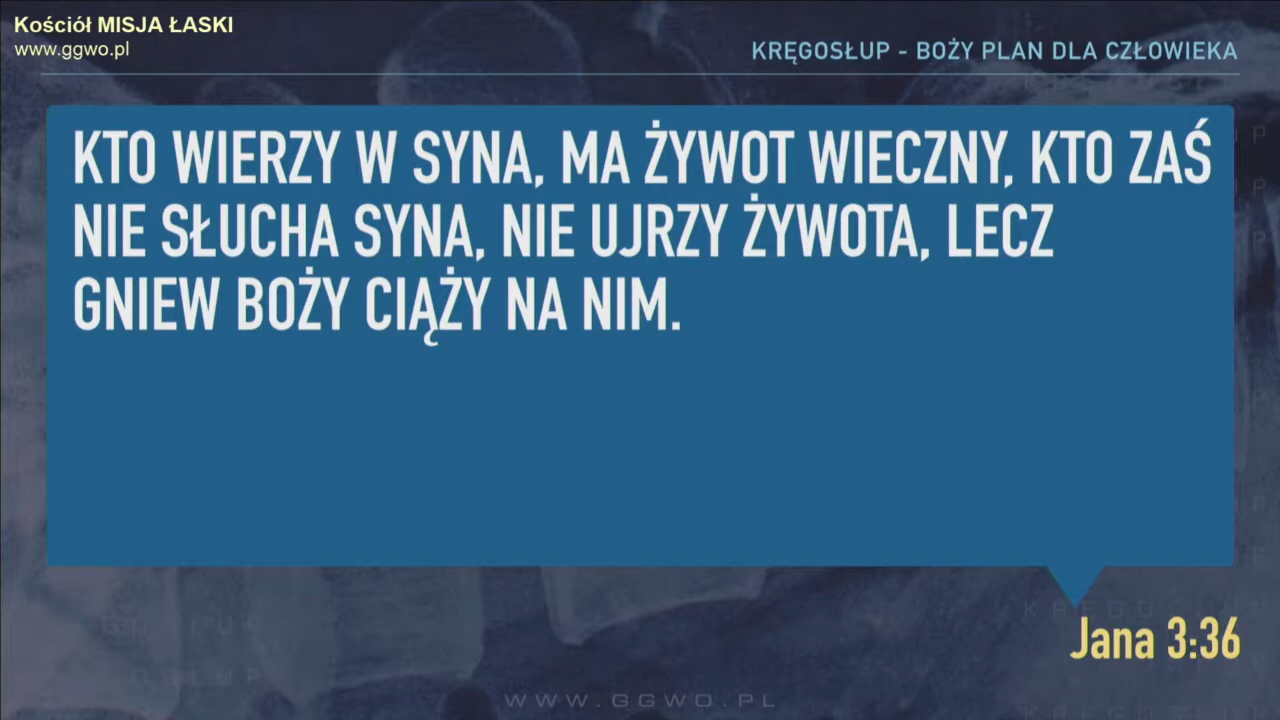 Kościół MISJA ŁASKI
www.ggwo.pl
KRĘGOSŁUP - BOŻY PLAN DLA CZŁOWIEKA
KTO WIERZY W SYNA, MA ŻYWOT WIECZNY, KTO ZAŚ
NIE SŁUCHA SYNA, NIE UJRZY ŻYWOTA, LECZ
GNIEW BOŻY CIĄŻY NA NIM.
Jana 3:36
WWW.GGWO.PL